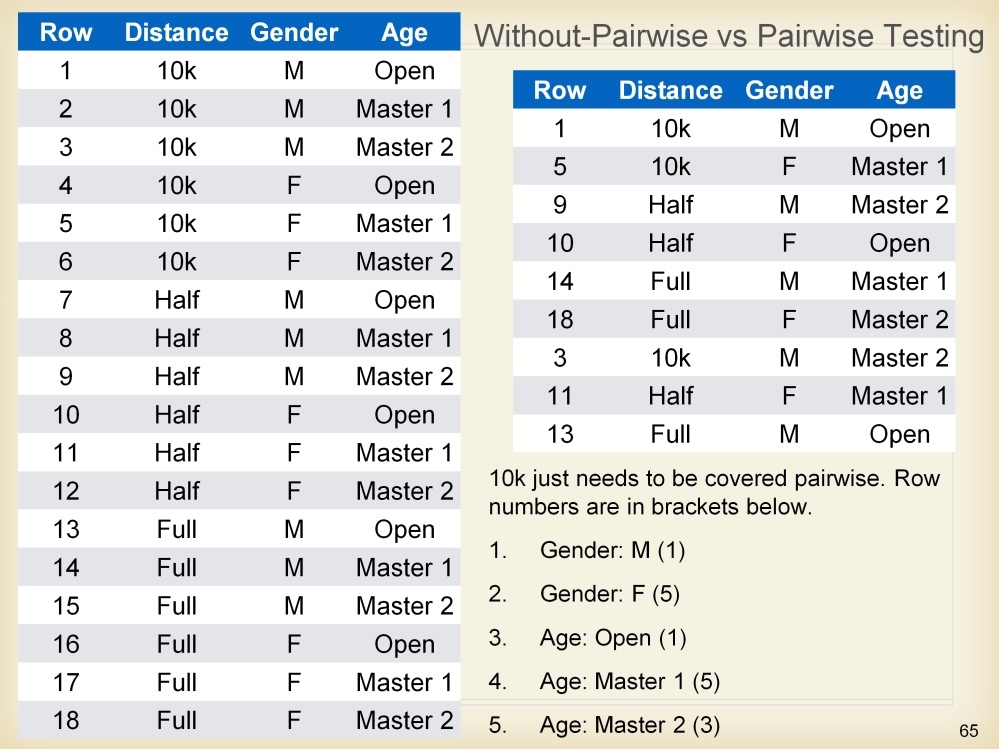 Without-Pairwise vs Pairwise Testing
Row Distance Gender Age
1 10k M Open
2 10k M Master 1
3 10k M Master 2
4 10k F Open
5 10k F Master 1
6 10k F Master 2
7 Half M Open
8 Half M Master 1
9 Half M Master 2
10 Half F Open
11 Half F Master 1
12 Half F Master 2
13 Full M Open
14 Full M Master 1
15 Full M Master 2
16 Full F Open
17 Full F Master 1
18 Full F Master 2
Row Distance Gender Age
1 10k M Open
5 10k F Master 1
9 Half M Master 2
10 Half F Open
14 Full M Master 1
18 Full F Master 2
3 10k M Master 2
11 Half F Master 1
13 Full M Open
10k just needs to be covered pairwise. Row
numbers are in brackets below.
1. Gender: M (1)
2. Gender: F (5)
3. Age: Open (1)
4. Age: Master 1 (5)
5. Age: Master 2 (3)
65